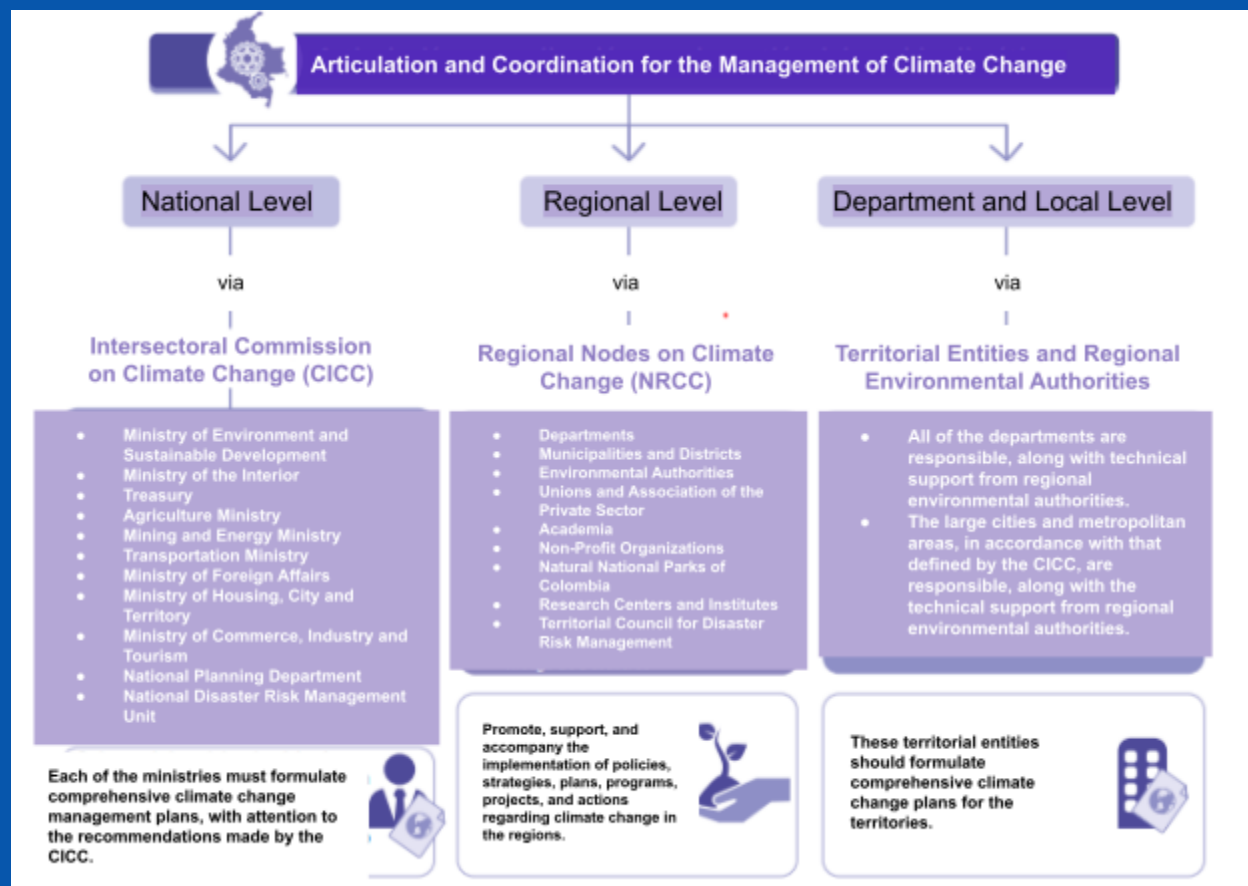 Articulation and Coordination for the Management of Climate Change
National Level
via
Intersectoral Commission
on Climate Change (CICC)
● Ministry of Environment and
Sustainable Development
● Ministry of the Interior
● Treasury
● Agriculture Ministry
● Mining and Energy Ministry
● Transportation Ministry
● Ministry of Foreign Affairs
● Ministry of Housing, City and
Territory
● Ministry of Commerce, Industry and
Tourism
● National Planning Department
● National Disaster Risk Management
Unit
Each of the ministries must formulate
comprehensive climate change
management plans, with attention to
the recommendations made by the
CICC.
Regional Level
via
Regional Nodes on Climate
Change (NRCC)
● Departments
● Municipalities and Districts
● Environmental Authorities
● Unions and Association of the
Private Sector
● Academia
● Non-Profit Organizations
● Natural National Parks of
Colombia
● Research Centers and Institutes
● Territorial Council for Disaster
Risk Management
Promote, support, and
accompany the
implementation of policies,
strategies, plans, programs,
projects, and actions
regarding climate change in
the regions.
Department and Local Level
via
Territorial Entities and Regional
Environmental Authorities
● All of the departments are
responsible, along with technical
support from regional
environmental authorities.
● The large cities and metropolitan
areas, in accordance with that
defined by the CICC, are
responsible, along with the
technical support from regional
environmental authorities.
These territorial entities
should formulate
comprehensive climate
change plans for the
territories.